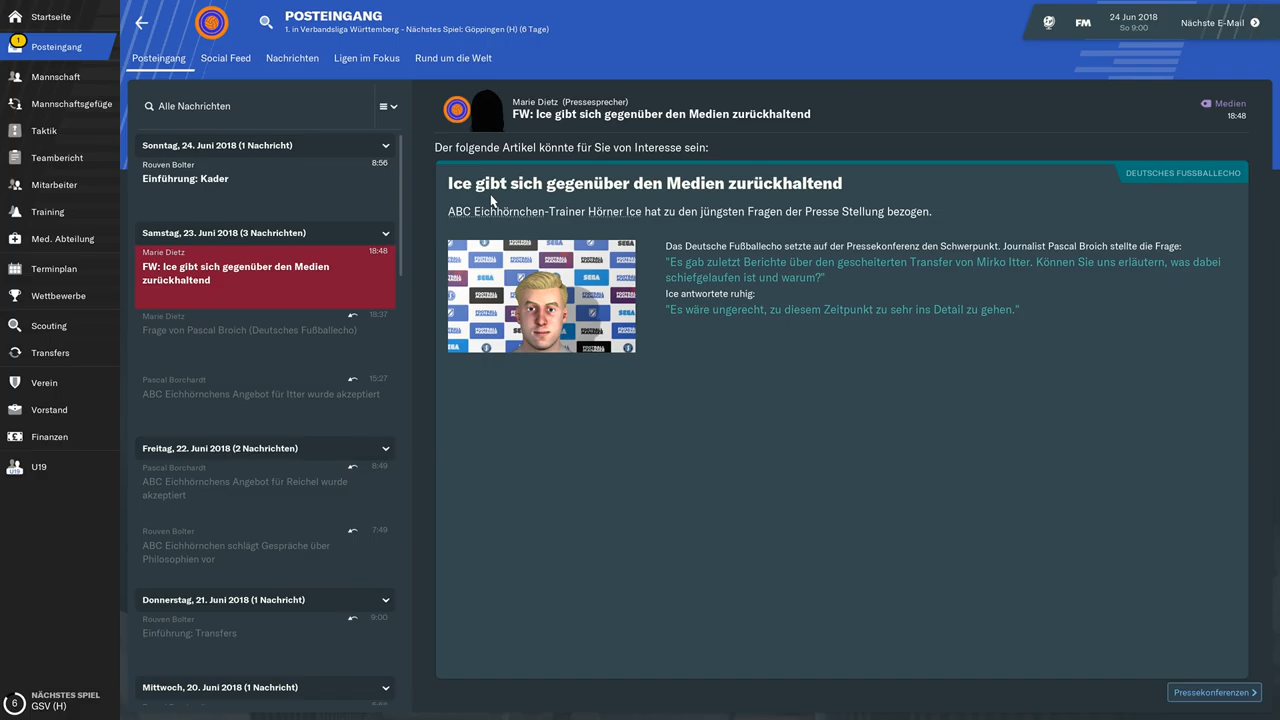 Startseite
1
Posteingang
Mannschaft
Mannschaftsgefüge
Taktik
Teambericht
Mitarbeiter
Training
Med. Abteilung
Terminplan
Wettbewerbe
Scouting
Transfers
Verein
Vorstand
Finanzen
U19
U19
6
NÄCHSTES SPIEL
GSV (H)
POSTEINGANG
1. in Verbandsliga Württemberg - Nächstes Spiel: Göppingen (H) (6 Tage)
FM
24 Jun 2018
So 9:00
Nächste E-Mail
Posteingang
Social Feed
Nachrichten
Ligen im Fokus
Rund um die Welt
Alle Nachrichten
Sonntag, 24. Juni 2018 (1 Nachricht)
Rouven Bolter
8:56
Einführung: Kader
Samstag, 23. Juni 2018 (3 Nachrichten)
Marie Dietz
18:48
FW: Ice gibt sich gegenüber den Medien
zurückhaltend
Marie Dietz
18:37
Frage von Pascal Broich (Deutsches Fußballecho)
Pascal Borchardt
15:27
ABC Eichhörnchens Angebot für Itter wurde akzeptiert
Freitag, 22. Juni 2018 (2 Nachrichten)
Pascal Borchardt
8:49
ABC Eichhörnchens Angebot für Reichel wurde
akzeptiert
Rouven Bolter
7:49
ABC Eichhörnchen schlägt Gespräche über
Philosophien vor
Donnerstag, 21. Juni 2018 (1 Nachricht)
Rouven Bolter
9:00
Einführung: Transfers
Mittwoch, 20. Juni 2018 (1 Nachricht)
Marie Dietz (Pressesprecher)
FW: Ice gibt sich gegenüber den Medien zurückhaltend
Medien
18:48
Der folgende Artikel könnte für Sie von Interesse sein:
DEUTSCHES FUSSBALLECHO
Ice gibt sich gegenüber den Medien zurückhaltend
ABC Eichhörnchen-Trainer Hörner Ice hat zu den jüngsten Fragen der Presse Stellung bezogen.
SEGA
SEGA
Das Deutsche Fußballecho setzte auf der Pressekonferenz den Schwerpunkt. Journalist Pascal Broich stellte die Frage:
"Es gab zuletzt Berichte über den gescheiterten Transfer von Mirko Itter. Können Sie uns erläutern, was dabei
schiefgelaufen ist und warum?"
Ice antwortete ruhig:
"Es wäre ungerecht, zu diesem Zeitpunkt zu sehr ins Detail zu gehen."
Pressekonferenzen